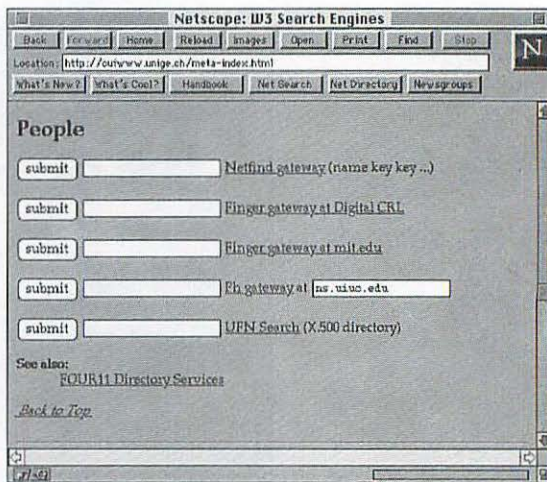 Netscape: W3 Search Engines
Back Forward Home Reload Images Open Print Find Stop
N
Location: http://cuiwww.unige.ch/meta-index.html
What's New? What's Cool? Handbook Net Search Net Directory Newsgroups
People
submit Netfind gateway (name key key ...)
submit Finger gateway at Digital CRL
submit Finger gateway at mit.edu
submit Ph gateway at ns.uiuc.edu
submit UFN Search (X.500 directory)
See also:
FOUR11 Directory Services
Back to Top